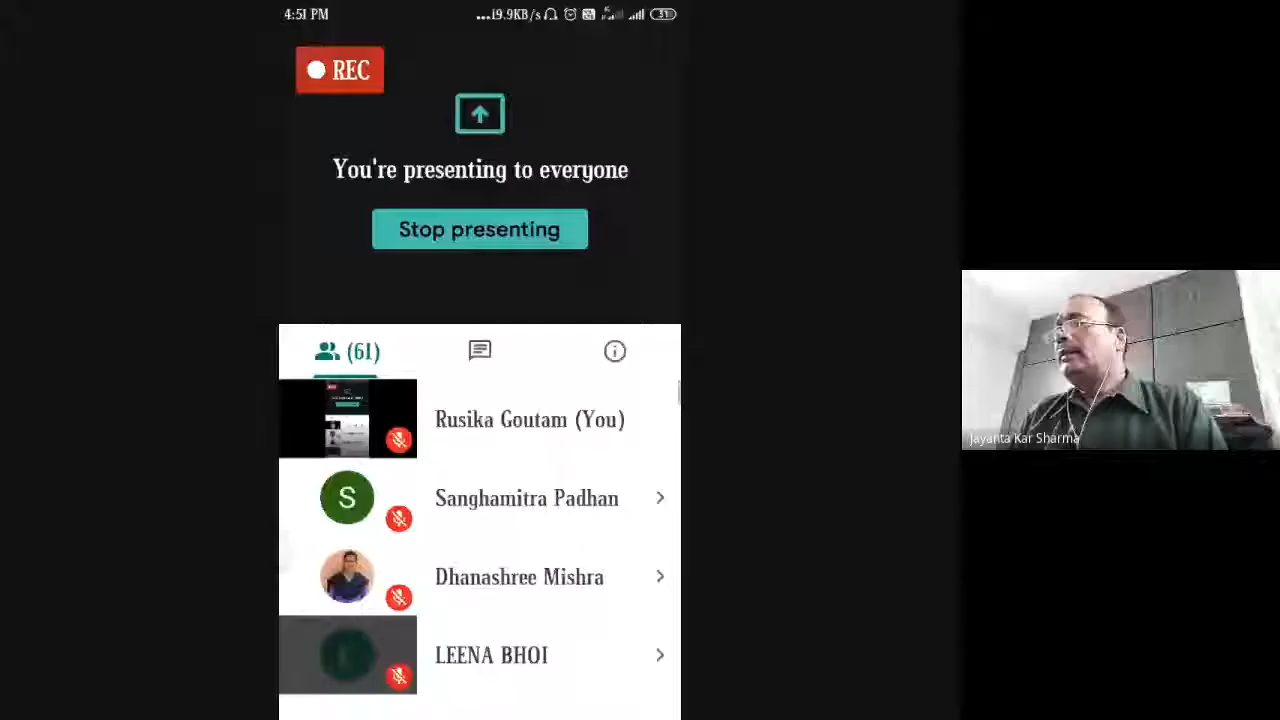 4:51 PM
...19.9KB/s
31
REC
You're presenting to everyone
Stop presenting
(61)
Rusika Goutam (You)
S
Sanghamitra Padhan
Dhanashree Mishra
LEENA BHOI
Jayanta Kar Sharma